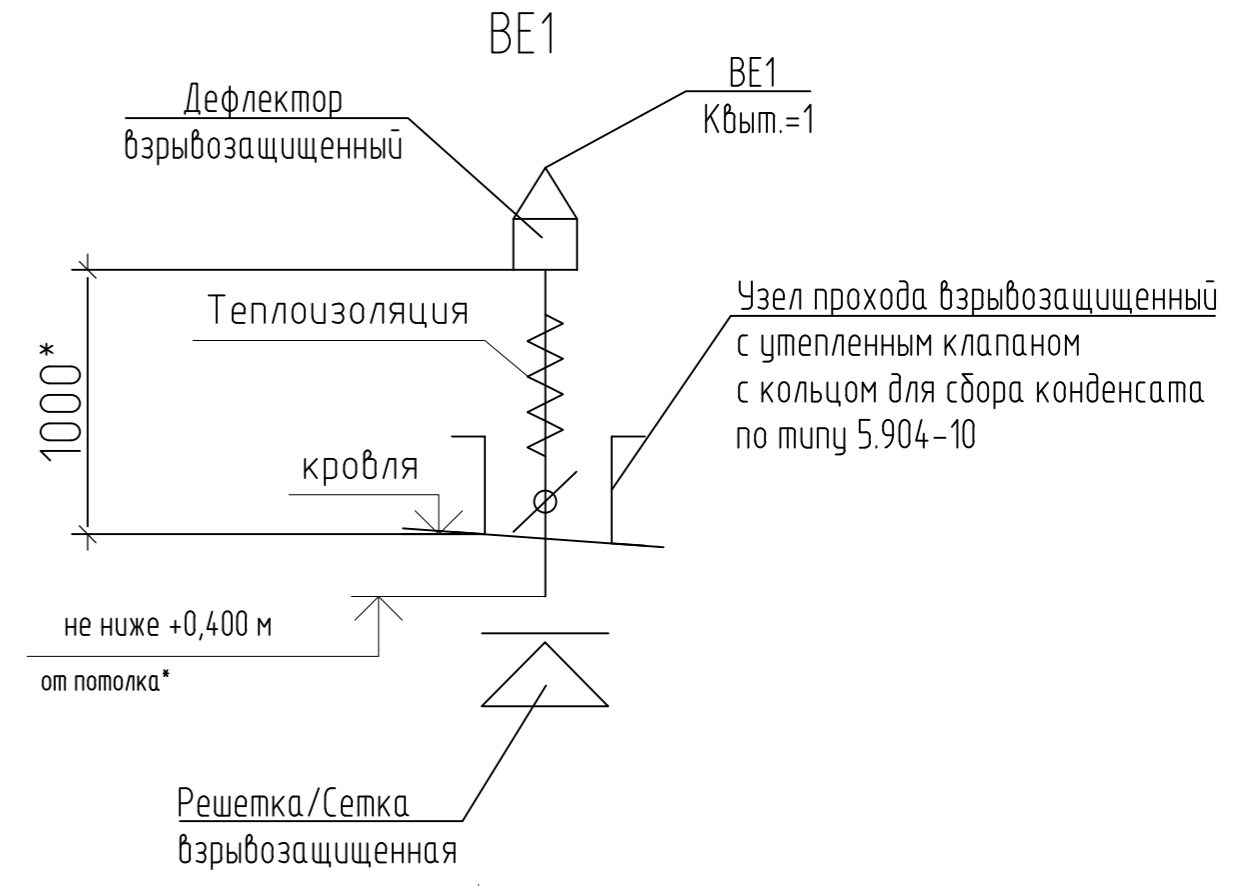 ВЕ1
Дефлектор
взрывозащищенный
ВЕ1
Квыт.=1
Теплоизоляция
Узел прохода взрывозащищенный
с утепленным клапаном
с кольцом для сбора конденсата
по типу 5.904-10
1000*
кровля
не ниже +0,400 м
от потолка*
Решетка/Сетка
взрывозащищенная